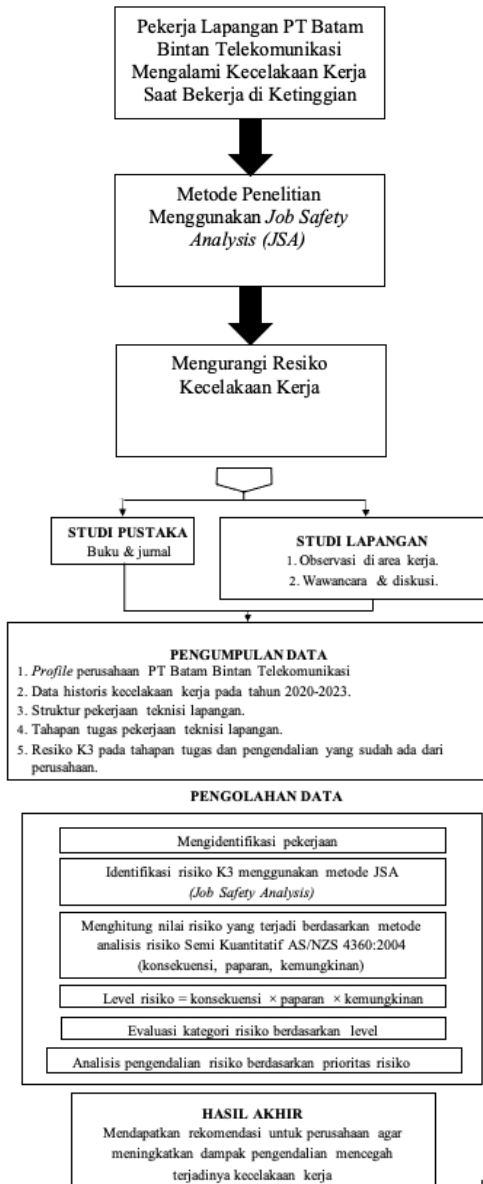 Pekerja Lapangan PT Batam
Bintan Telekomunikasi
Mengalami Kecelakaan Kerja
Saat Bekerja di Ketinggian
Metode Penelitian
Menggunakan Job Safety
Analysis (JSA)
Mengurangi Resiko
Kecelakaan Kerja
STUDI PUSTAKA
Buku & jurnal
STUDI LAPANGAN
1. Observasi di area kerja.
2. Wawancara & diskusi.
PENGUMPULAN DATA
1. Profile perusahaan PT Batam Bintan Telekomunikasi
2. Data historis kecelakaan kerja pada tahun 2020-2023.
3. Struktur pekerjaan teknisi lapangan.
4. Tahapan tugas pekerjaan teknisi lapangan.
5. Resiko K3 pada tahapan tugas dan pengendalian yang sudah ada dari
perusahaan.
PENGOLAHAN DATA
Mengidentifikasi pekerjaan
Identifikasi risiko K3 menggunakan metode JSA
(Job Safety Analysis)
Menghitung nilai risiko yang terjadi berdasarkan metode
analisis risiko Semi Kuantitatif AS/NZS 4360:2004
(konsekuensi, paparan, kemungkinan)
Level risiko = konsekuensi × paparan × kemungkinan
Evaluasi kategori risiko berdasarkan level
Analisis pengendalian risiko berdasarkan prioritas risiko
HASIL AKHIR
Mendapatkan rekomendasi untuk perusahaan agar
meningkatkan dampak pengendalian mencegah
terjadinya kecelakaan kerja